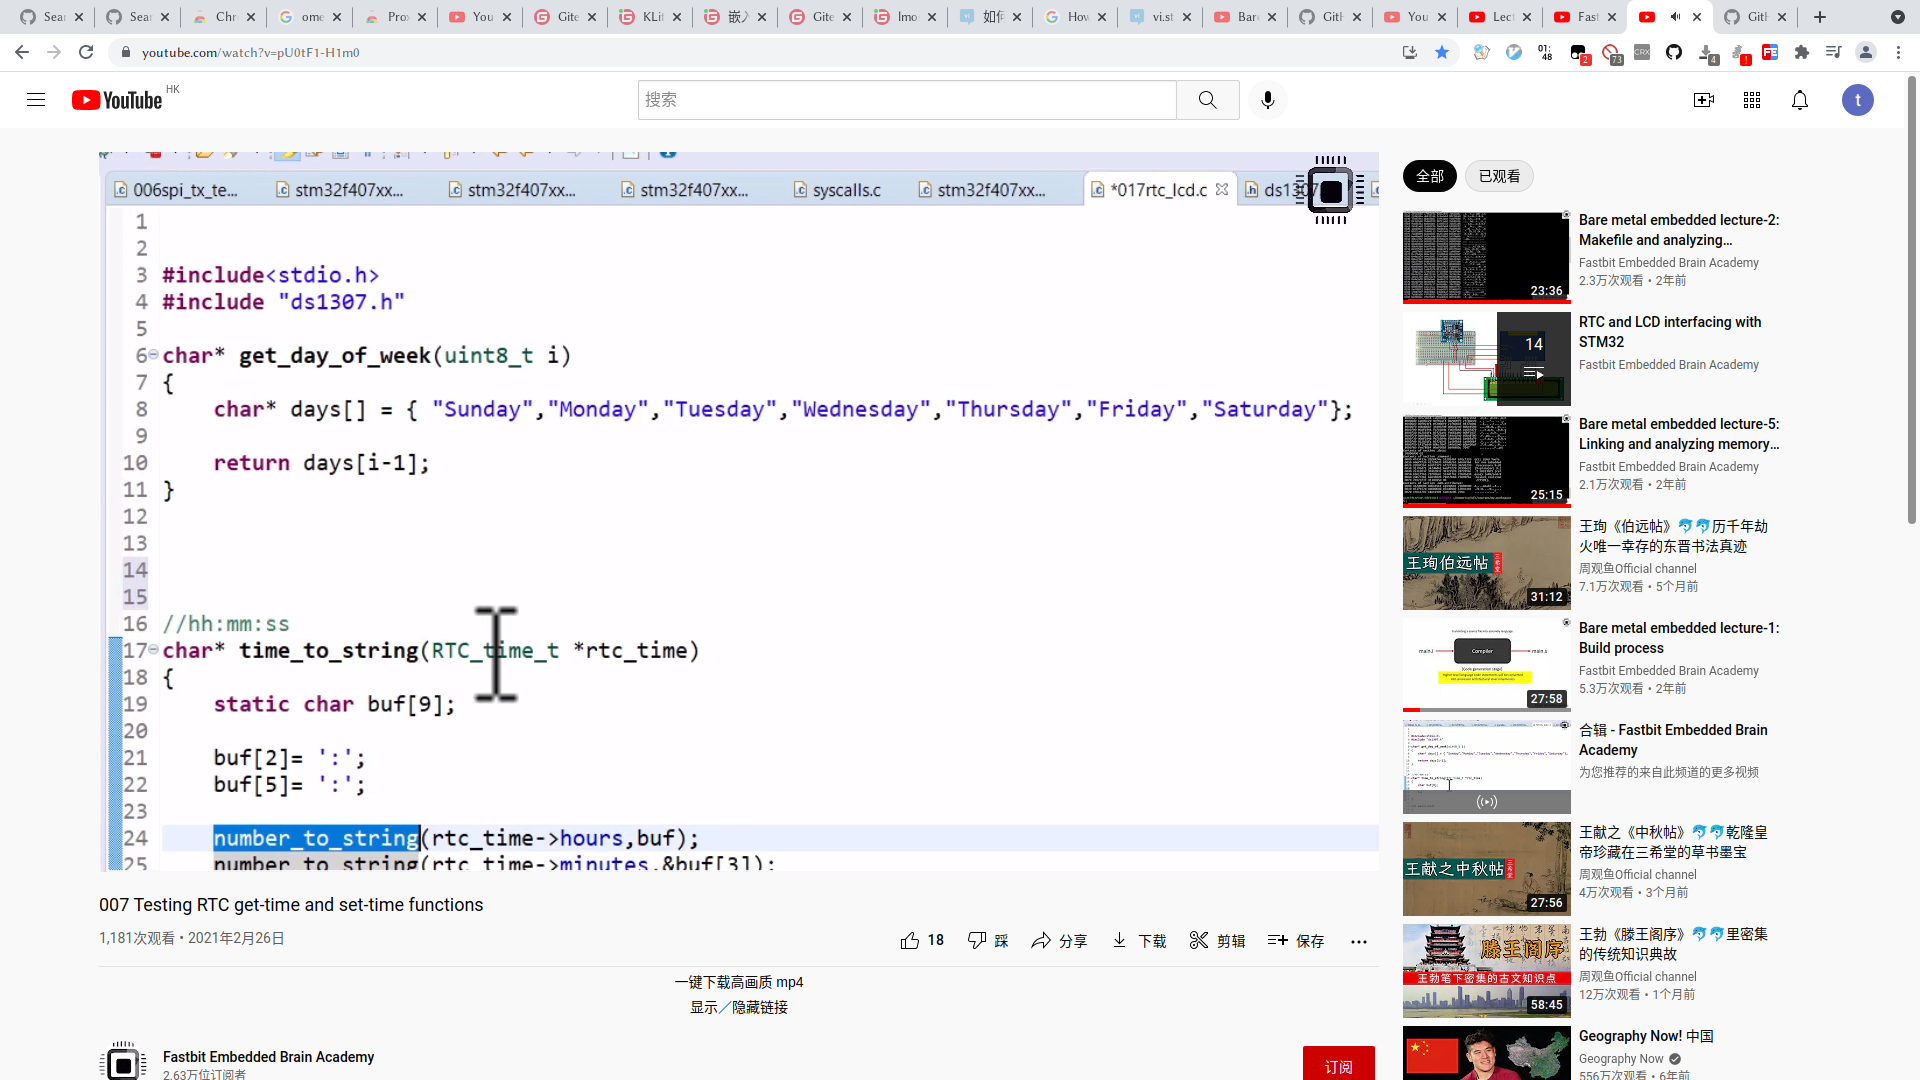 Sear
Sear
Chr
ome
Prox
You
Gite
KLit
嵌入
Gite
Imo
如何
How
vi.st
Bar
Gitl
You
Lect
Fast
Gitl
youtube.com/watch?v=pU0tF1-H1m0
01:
48
2
73
CRX
4
!
YouTube
HK
搜索
t
006spi_tx_te...
stm32f407xx...
stm32f407xx...
stm32f407xx...
syscalls.c
stm32f407xx...
*017rtc_lcd.c
ds1307
1
2
3 #include<stdio.h>
4 #include "ds1307.h"
5
6 char* get_day_of_week(uint8_t i)
7 {
8 char* days[] = { "Sunday","Monday","Tuesday","Wednesday","Thursday","Friday","Saturday"};
9
10 return days[i-1];
11 }
12
13
14
15
16 //hh:mm:ss
17 char* time_to_string(RTC_time_t *rtc_time)
18 {
19 static char buf[9];
20
21 buf[2]= ':';
22 buf[5]= ':';
23
24 number_to_string(rtc_time->hours,buf);
25 number_to_string(rtc_time->minutes,&buf[3]);
007 Testing RTC get-time and set-time functions
1,181次观看 • 2021年2月26日
18
踩
分享
下载
剪辑
保存
一键下载高画质 mp4
显示／隐藏链接
Fastbit Embedded Brain Academy
2.63万位订阅者
订阅
全部
已观看
23:36
Bare metal embedded lecture-2:
Makefile and analyzing...
Fastbit Embedded Brain Academy
2.3万次观看 • 2年前
14
RTC and LCD interfacing with
STM32
Fastbit Embedded Brain Academy
25:15
Bare metal embedded lecture-5:
Linking and analyzing memory...
Fastbit Embedded Brain Academy
2.1万次观看 • 2年前
王珣伯远帖
31:12
王珣《伯远帖》🐬🐬历千年劫
火唯一幸存的东晋书法真迹
周观鱼Official channel
7.1万次观看 • 5个月前
main.i
Compiler
main.s
27:58
Bare metal embedded lecture-1:
Build process
Fastbit Embedded Brain Academy
5.3万次观看 • 2年前
合辑 - Fastbit Embedded Brain
Academy
为您推荐的来自此频道的更多视频
王献之中秋帖
27:56
王献之《中秋帖》🐬🐬乾隆皇
帝珍藏在三希堂的草书墨宝
周观鱼Official channel
4万次观看 • 3个月前
滕王阁序
王勃笔下密集的古文知识点
58:45
王勃《滕王阁序》🐬🐬里密集
的传统知识典故
周观鱼Official channel
12万次观看 • 1个月前
Geography Now! 中国
Geography Now
556万次观看 • 6年前